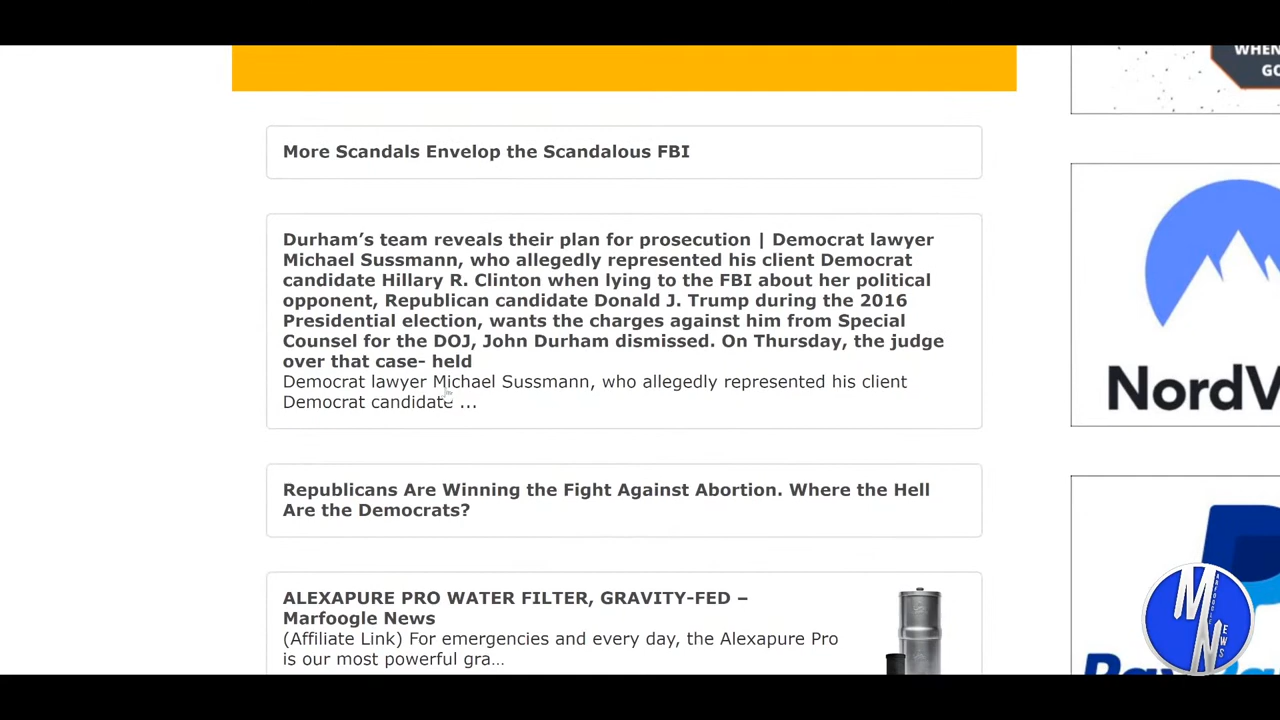 WHEN
GO
More Scandals Envelop the Scandalous FBI
Durham’s team reveals their plan for prosecution | Democrat lawyer
Michael Sussmann, who allegedly represented his client Democrat
candidate Hillary R. Clinton when lying to the FBI about her political
opponent, Republican candidate Donald J. Trump during the 2016
Presidential election, wants the charges against him from Special
Counsel for the DOJ, John Durham dismissed. On Thursday, the judge
over that case- held
Democrat lawyer Michael Sussmann, who allegedly represented his client
Democrat candidate ...
NordV
Republicans Are Winning the Fight Against Abortion. Where the Hell
Are the Democrats?
ALEXAPURE PRO WATER FILTER, GRAVITY-FED –
Marfoogle News
(Affiliate Link) For emergencies and every day, the Alexapure Pro
is our most powerful gra...
MN